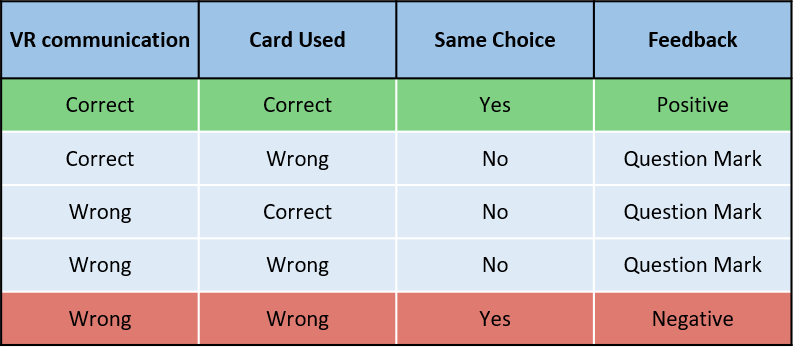 VR communication Card Used Same Choice Feedback
Correct Correct Yes Positive
Correct Wrong No Question Mark
Wrong Correct No Question Mark
Wrong Wrong No Question Mark
Wrong Wrong Yes Negative